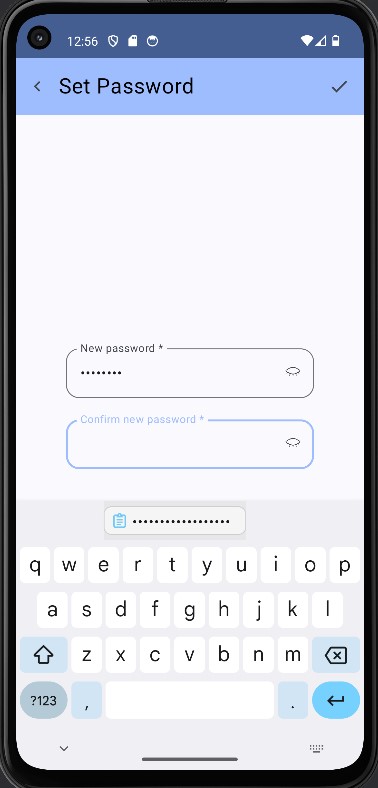 12:56
Set Password
New password *
••••••••
Confirm new password *
••••••••••••••••••
q w e r t y u i o p
a s d f g h j k l
z x c v b n m
?123 , .